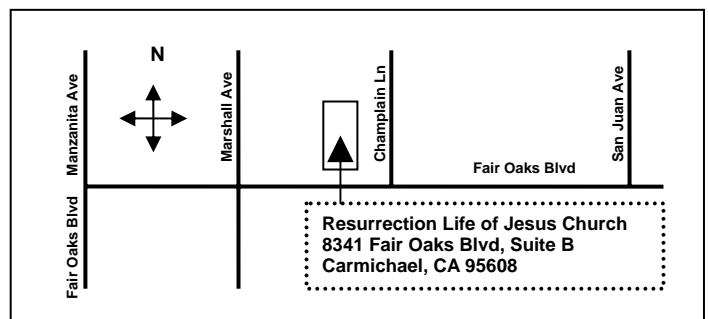 N
Manzanita Ave
Marshall Ave
Champlain Ln
San Juan Ave
Fair Oaks Blvd
Fair Oaks Blvd
Resurrection Life of Jesus Church
8341 Fair Oaks Blvd, Suite B
Carmichael, CA 95608